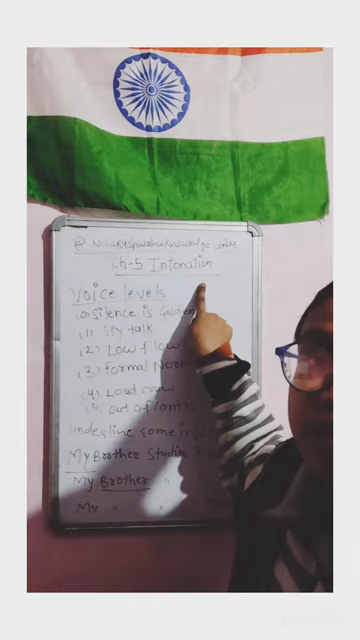 Ch-5 Intonation
Voice levels
(0) Silence is Golden
(1) Spy talk
(2) Low flow
(3) Formal Norm
(4) Loud crow
(5) out of
underline some
My Brother Studies
My Brother "
My " "